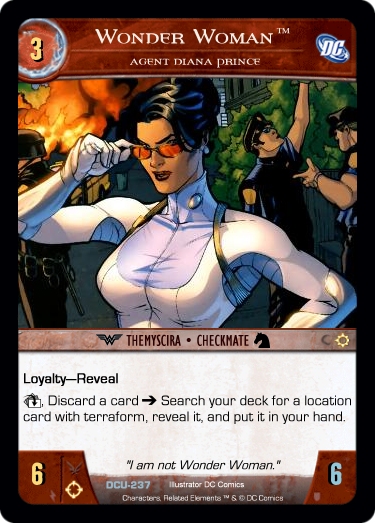 3
WONDER WOMAN™
AGENT DIANA PRINCE
DC
THEMYSCIRA • CHECKMATE
Loyalty—Reveal
, Discard a card ➔ Search your deck for a location
card with terraform, reveal it, and put it in your hand.
"I am not Wonder Woman."
6
6
DCU-237 Illustrator DC Comics
Characters, Related Elements ™ & © DC Comics